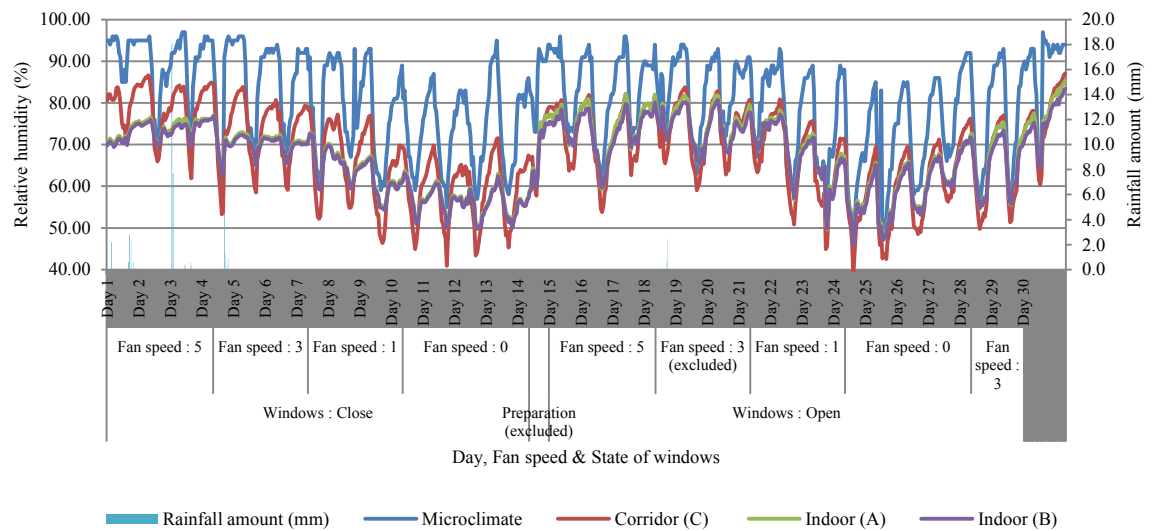 100.00
90.00
80.00
70.00
60.00
50.00
40.00
Relative humidity (%)
20.0
18.0
16.0
14.0
12.0
10.0
8.0
6.0
4.0
2.0
0.0
Rainfall amount (mm)
Day 1
Day 2
Day 3
Day 4
Day 5
Day 6
Day 7
Day 8
Day 9
Day 10
Day 11
Day 12
Day 13
Day 14
Day 15
Day 16
Day 17
Day 18
Day 19
Day 20
Day 21
Day 22
Day 23
Day 24
Day 25
Day 26
Day 27
Day 28
Day 29
Day 30
Fan speed : 5
Fan speed : 3
Fan speed : 1
Fan speed : 0
Fan speed : 5
Fan speed : 3
(excluded)
Fan speed : 1
Fan speed : 0
Fan
speed :
3
Windows : Close
Preparation
(excluded)
Windows : Open
Day, Fan speed & State of windows
Rainfall amount (mm)
Microclimate
Corridor (C)
Indoor (A)
Indoor (B)